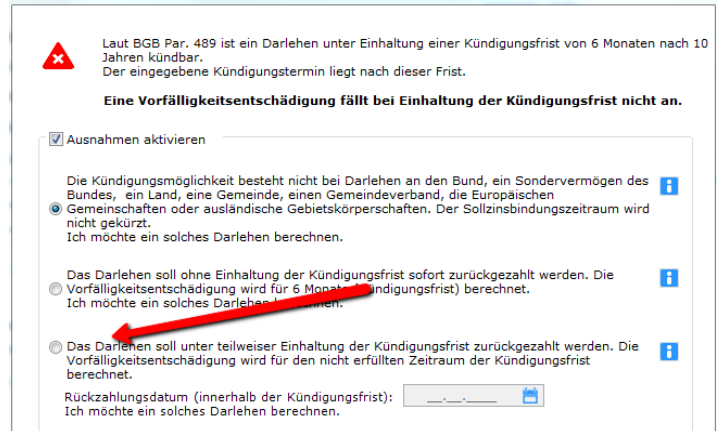 Laut BGB Par. 489 ist ein Darlehen unter Einhaltung einer Kündigungsfrist von 6 Monaten nach 10
Jahren kündbar.
Der eingegebene Kündigungstermin liegt nach dieser Frist.
Eine Vorfälligkeitsentschädigung fällt bei Einhaltung der Kündigungsfrist nicht an.
Ausnahmen aktivieren
Die Kündigungsmöglichkeit besteht nicht bei Darlehen an den Bund, ein Sondervermögen des
Bundes, ein Land, eine Gemeinde, einen Gemeindeverband, die Europäischen
Gemeinschaften oder ausländische Gebietskörperschaften. Der Sollzinsbindungszeitraum wird
nicht gekürzt.
Ich möchte ein solches Darlehen berechnen.
Das Darlehen soll ohne Einhaltung der Kündigungsfrist sofort zurückgezahlt werden. Die
Vorfälligkeitsentschädigung wird für 6 Monate (Kündigungsfrist) berechnet.
Ich möchte ein solches Darlehen berechnen.
Das Darlehen soll unter teilweiser Einhaltung der Kündigungsfrist zurückgezahlt werden. Die
Vorfälligkeitsentschädigung wird für den nicht erfüllten Zeitraum der Kündigungsfrist
berechnet.
Rückzahlungsdatum (innerhalb der Kündigungsfrist): __.__.____
Ich möchte ein solches Darlehen berechnen.